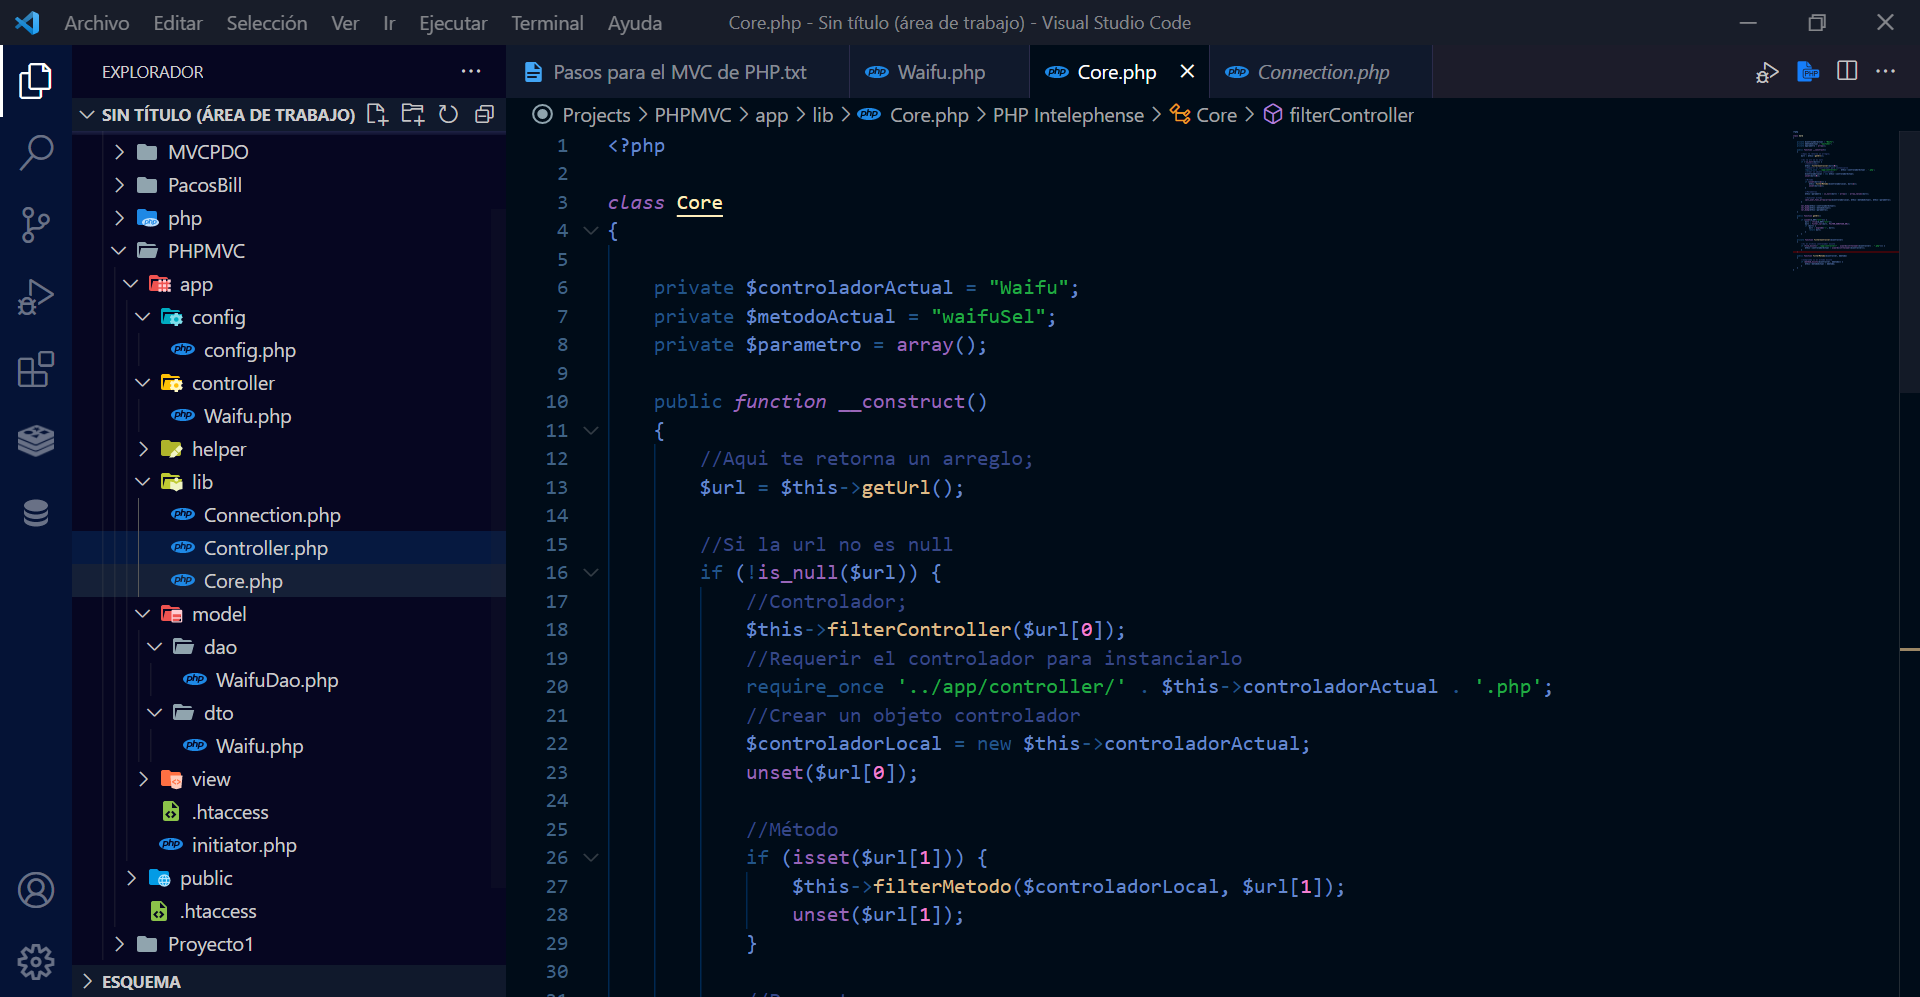 Archivo Editar Selección Ver Ir Ejecutar Terminal Ayuda
Core.php - Sin título (área de trabajo) - Visual Studio Code
EXPLORADOR
SIN TÍTULO (ÁREA DE TRABAJO)
MVCPDO
PacosBill
php
PHPMVC
app
config
config.php
controller
Waifu.php
helper
lib
Connection.php
Controller.php
Core.php
model
dao
WaifuDao.php
dto
Waifu.php
view
.htaccess
initiator.php
public
.htaccess
Proyecto1
ESQUEMA
Pasos para el MVC de PHP.txt
Waifu.php
Core.php
Connection.php
Projects > PHPMVC > app > lib > Core.php > PHP Intelephense > Core > filterController
1 <?php
2
3 class Core
4 {
5
6 private $controladorActual = "Waifu";
7 private $metodoActual = "waifuSel";
8 private $parametro = array();
9
10 public function __construct()
11 {
12 //Aqui te retorna un arreglo;
13 $url = $this->getUrl();
14
15 //Si la url no es null
16 if (!is_null($url)) {
17 //Controlador;
18 $this->filterController($url[0]);
19 //Requerir el controlador para instanciarlo
20 require_once '../app/controller/' . $this->controladorActual . '.php';
21 //Crear un objeto controlador
22 $controladorLocal = new $this->controladorActual;
23 unset($url[0]);
24
25 //Método
26 if (isset($url[1])) {
27 $this->filterMetodo($controladorLocal, $url[1]);
28 unset($url[1]);
29 }
30